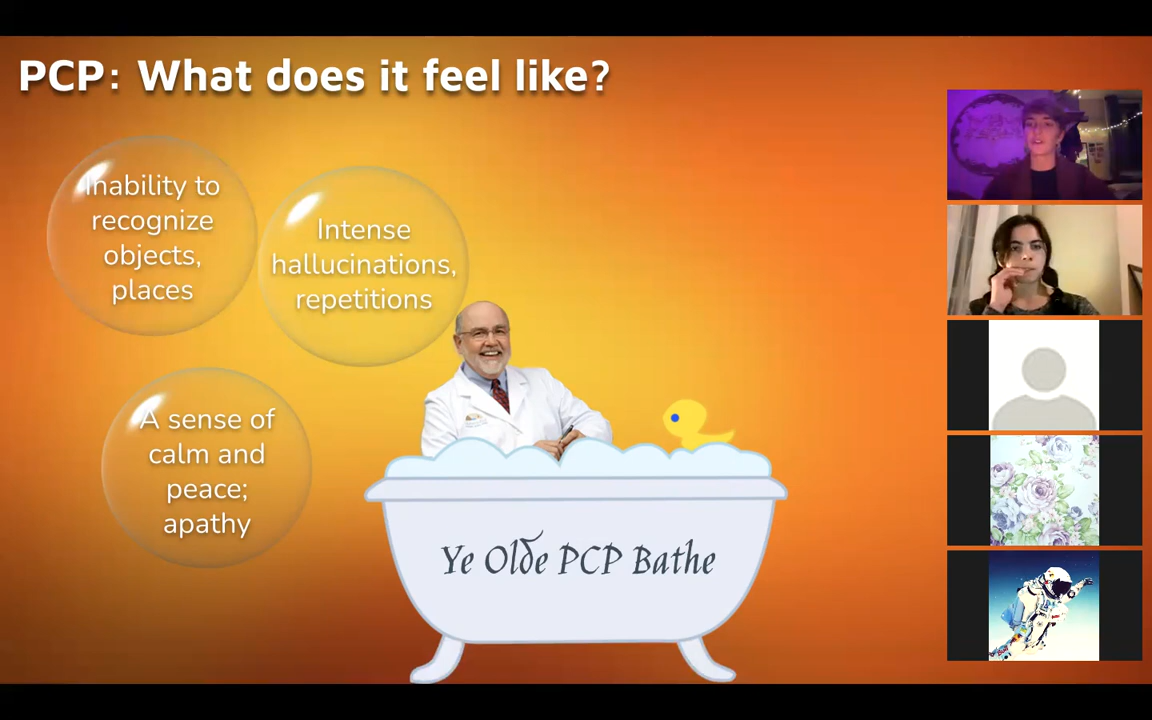 PCP: What does it feel like?
Inability to
recognize
objects,
places
Intense
hallucinations,
repetitions
A sense of
calm and
peace;
apathy
Ye Olde PCP Bathe